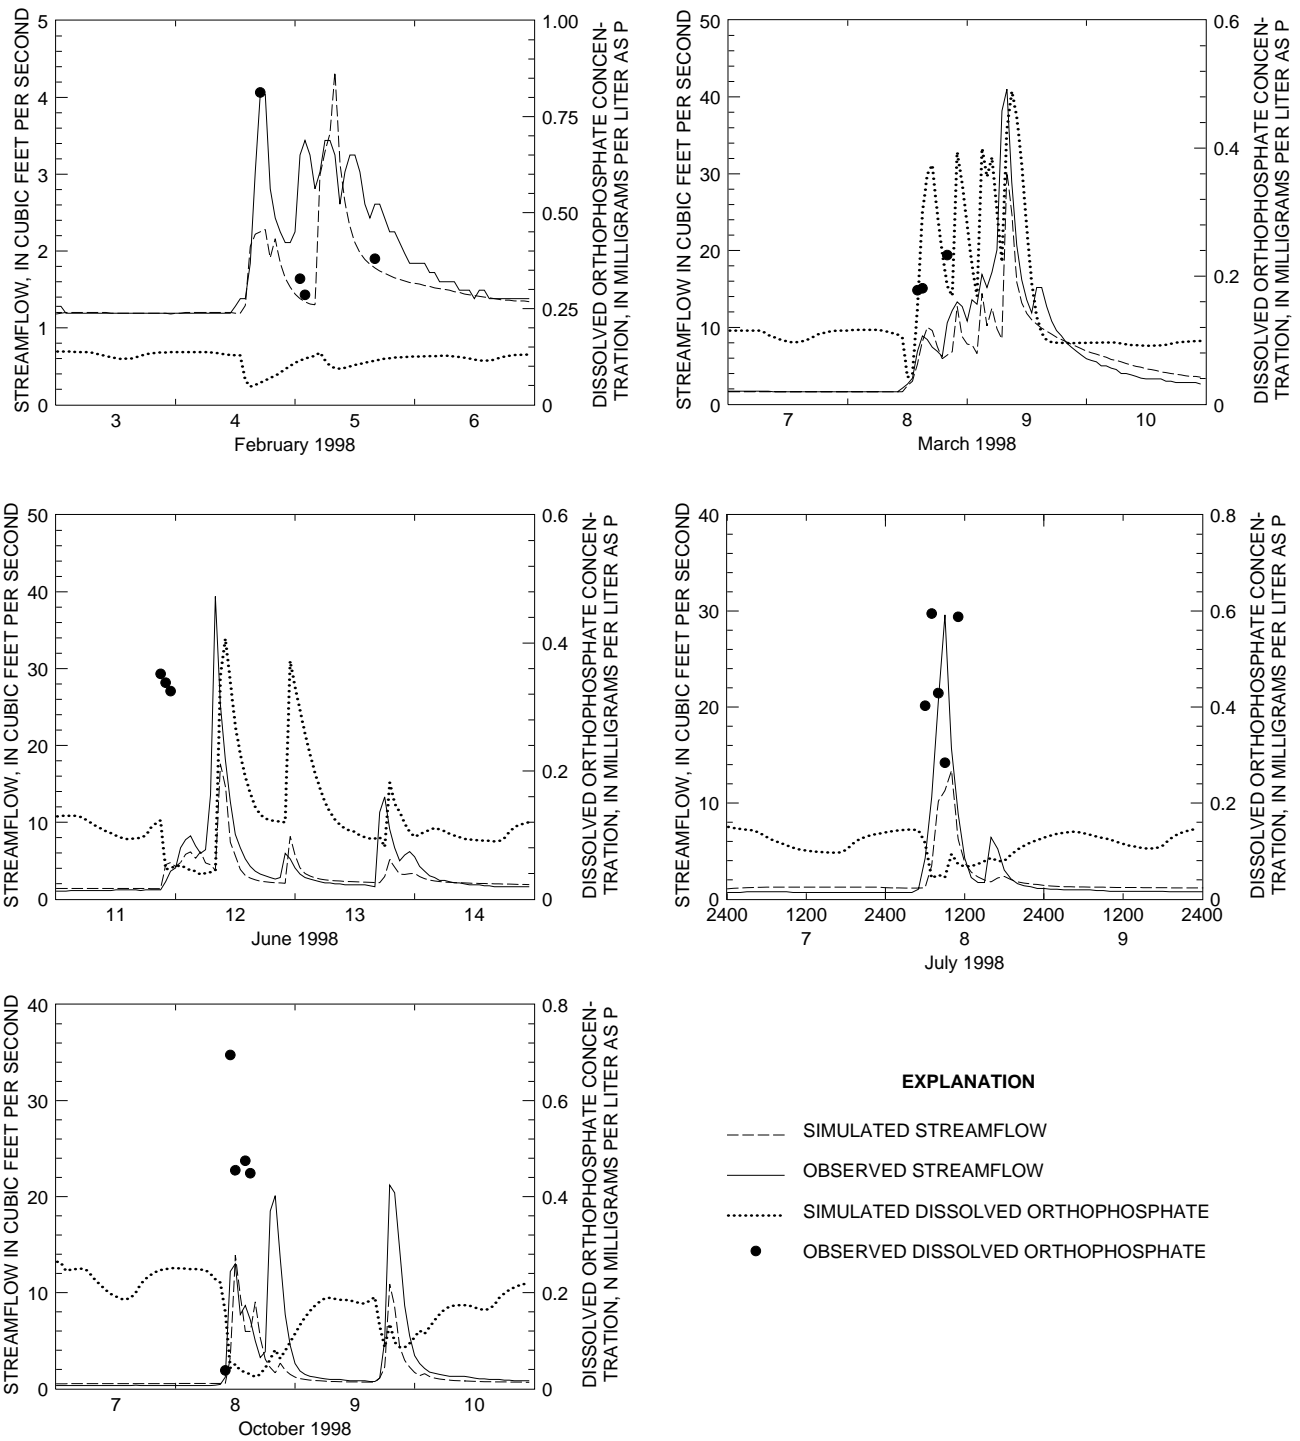 STREAMFLOW, IN CUBIC FEET PER SECOND
5
4
3
2
1
0
1.00
0.75
0.50
0.25
0
DISSOLVED ORTHOPHOSPHATE CONCEN-
TRATION, IN MILLIGRAMS PER LITER AS P
3 4 5 6
February 1998
STREAMFLOW, IN CUBIC FEET PER SECOND
50
40
30
20
10
0
0.6
0.4
0.2
0
DISSOLVED ORTHOPHOSPHATE CONCEN-
TRATION, IN MILLIGRAMS PER LITER AS P
7 8 9 10
March 1998
STREAMFLOW, IN CUBIC FEET PER SECOND
50
40
30
20
10
0
0.6
0.4
0.2
0
DISSOLVED ORTHOPHOSPHATE CONCEN-
TRATION, IN MILLIGRAMS PER LITER AS P
11 12 13 14
June 1998
STREAMFLOW, IN CUBIC FEET PER SECOND
40
30
20
10
0
0.8
0.6
0.4
0.2
0
DISSOLVED ORTHOPHOSPHATE CONCEN-
TRATION, IN MILLIGRAMS PER LITER AS P
2400 1200 2400 1200 2400 1200 2400
7 8 9
July 1998
STREAMFLOW IN CUBIC FEET PER SECOND
40
30
20
10
0
0.8
0.6
0.4
0.2
0
DISSOLVED ORTHOPHOSPHATE CONCEN-
TRATION, N MILLIGRAMS PER LITER AS P
7 8 9 10
October 1998
EXPLANATION
SIMULATED STREAMFLOW
OBSERVED STREAMFLOW
SIMULATED DISSOLVED ORTHOPHOSPHATE
OBSERVED DISSOLVED ORTHOPHOSPHATE